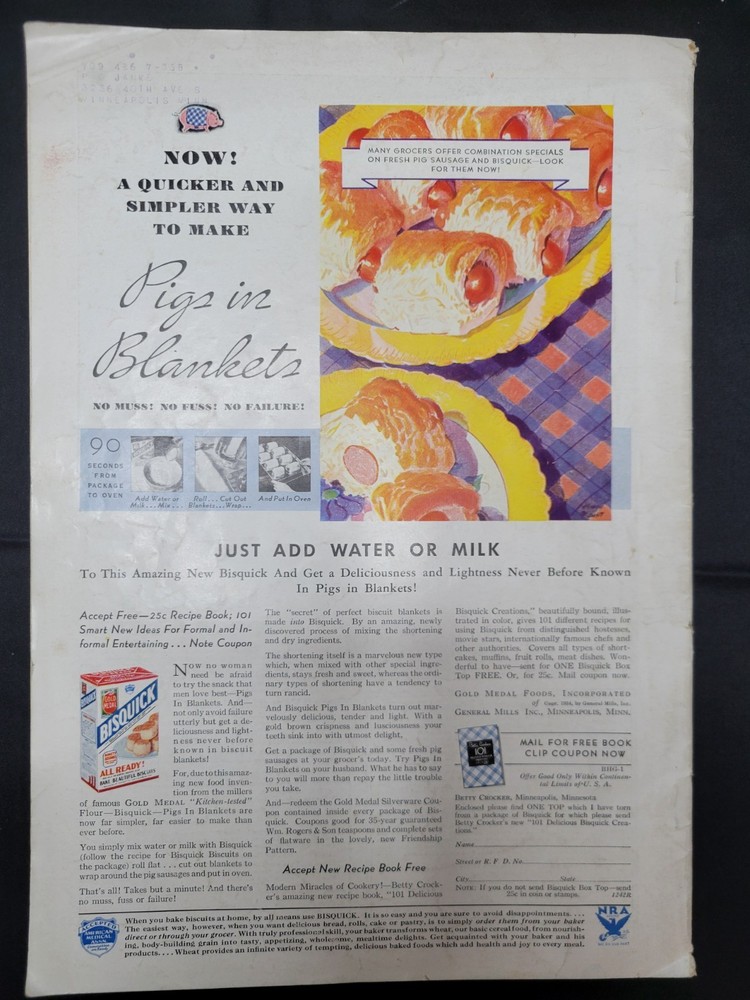 NOW!
A QUICKER AND
SIMPLER WAY
TO MAKE
Pigs in
Blankets
NO MUSS! NO FUSS! NO FAILURE!
MANY GROCERS OFFER COMBINATION SPECIALS
ON FRESH PIG SAUSAGE AND BISQUICK—LOOK
FOR THEM NOW!
90
SECONDS
FROM
PACKAGE
TO OVEN
Add Water or
Milk...Mix...
Roll...Cut Out
Blankets...Wrap...
And Put In Oven
JUST ADD WATER OR MILK
To This Amazing New Bisquick And Get a Deliciousness and Lightness Never Before Known
In Pigs in Blankets!
Accept Free—25c Recipe Book; 101
Smart New Ideas For Formal and In-
formal Entertaining . . . Note Coupon
GOLD
MEDAL
BISQUICK
ALL READY!
Now no woman
need be afraid
to try the snack that
men love best—Pigs
In Blankets. And—
not only avoid failure
utterly but get a de-
liciousness and light-
ness never before
known in biscuit
blankets!
For, due to this amaz-
ing new food inven-
tion from the millers
of famous GOLD MEDAL "Kitchen-tested"
Flour—Bisquick—Pigs In Blankets are
now far simpler, far easier to make than
ever before.
You simply mix water or milk with Bisquick
(follow the recipe for Bisquick Biscuits on
the package) roll flat . . . cut out blankets to
wrap around the pig sausages and put in oven.
That's all! Takes but a minute! And there's
no muss, fuss or failure!
The "secret" of perfect biscuit blankets is
made into Bisquick. By an amazing, newly
discovered process of mixing the shortening
and dry ingredients.
The shortening itself is a marvelous new type
which, when mixed with other special ingre-
dients, stays fresh and sweet, whereas the ordi-
nary types of shortening have a tendency to
turn rancid.
And Bisquick Pigs In Blankets turn out mar-
velously delicious, tender and light. With a
gold brown crispness and lusciousness your
teeth sink into with utmost delight.
Get a package of Bisquick and some fresh pig
sausages at your grocer's today. Try Pigs In
Blankets on your husband. What he has to say
to you will more than repay the little trouble
you take.
And—redeem the Gold Medal Silverware Cou-
pon contained inside every package of Bis-
quick. Coupons good for 35-year guaranteed
Wm. Rogers & Son teaspoons and complete sets
of flatware in the lovely, new Friendship
Pattern.
Accept New Recipe Book Free
Modern Miracles of Cookery!—Betty Crock-
er's amazing new recipe book, "101 Delicious
Bisquick Creations," beautifully bound, illus-
trated in color, gives 101 different recipes for
using Bisquick from distinguished hostesses,
movie stars, internationally famous chefs and
other authorities. Covers all types of short-
cakes, muffins, fruit rolls, meat dishes. Won-
derful to have—sent for ONE Bisquick Box
Top FREE. Or, for 25c. Mail coupon now.
GOLD MEDAL FOODS, INCORPORATED
of Copr. 1934, by General Mills, Inc.
GENERAL MILLS INC., MINNEAPOLIS, MINN.
101
MAIL FOR FREE BOOK
CLIP COUPON NOW
Offer Good Only Within Continen-
tal Limits of U. S. A.
BETTY CROCKER, Minneapolis, Minnesota
Enclosed please find ONE TOP which I have torn
from a package of Bisquick for which please send
Betty Crocker's new "101 Delicious Bisquick Crea-
tions."
Name
Street or R. F. D. No.
City State
NOTE: If you do not send Bisquick Box Top—send
25c in coin or stamps. 1242R
ACCEPTED
AMERICAN
MEDICAL
ASSN.
When you bake biscuits at home, by all means use BISQUICK. It is so easy and you are sure to avoid disappointments. . . .
The easiest way, however, when you want delicious bread, rolls, cake or pastry, is to simply order them from your baker
direct or through your grocer. With truly professional skill, your baker transforms wheat, our basic cereal food, from nourish-
ing, body-building grain into tasty, appetizing, wholesome, mealtime delights. Get acquainted with your baker and his
products. . . . Wheat provides an infinite variety of tempting, delicious baked foods which add health and joy to every meal.
NRA